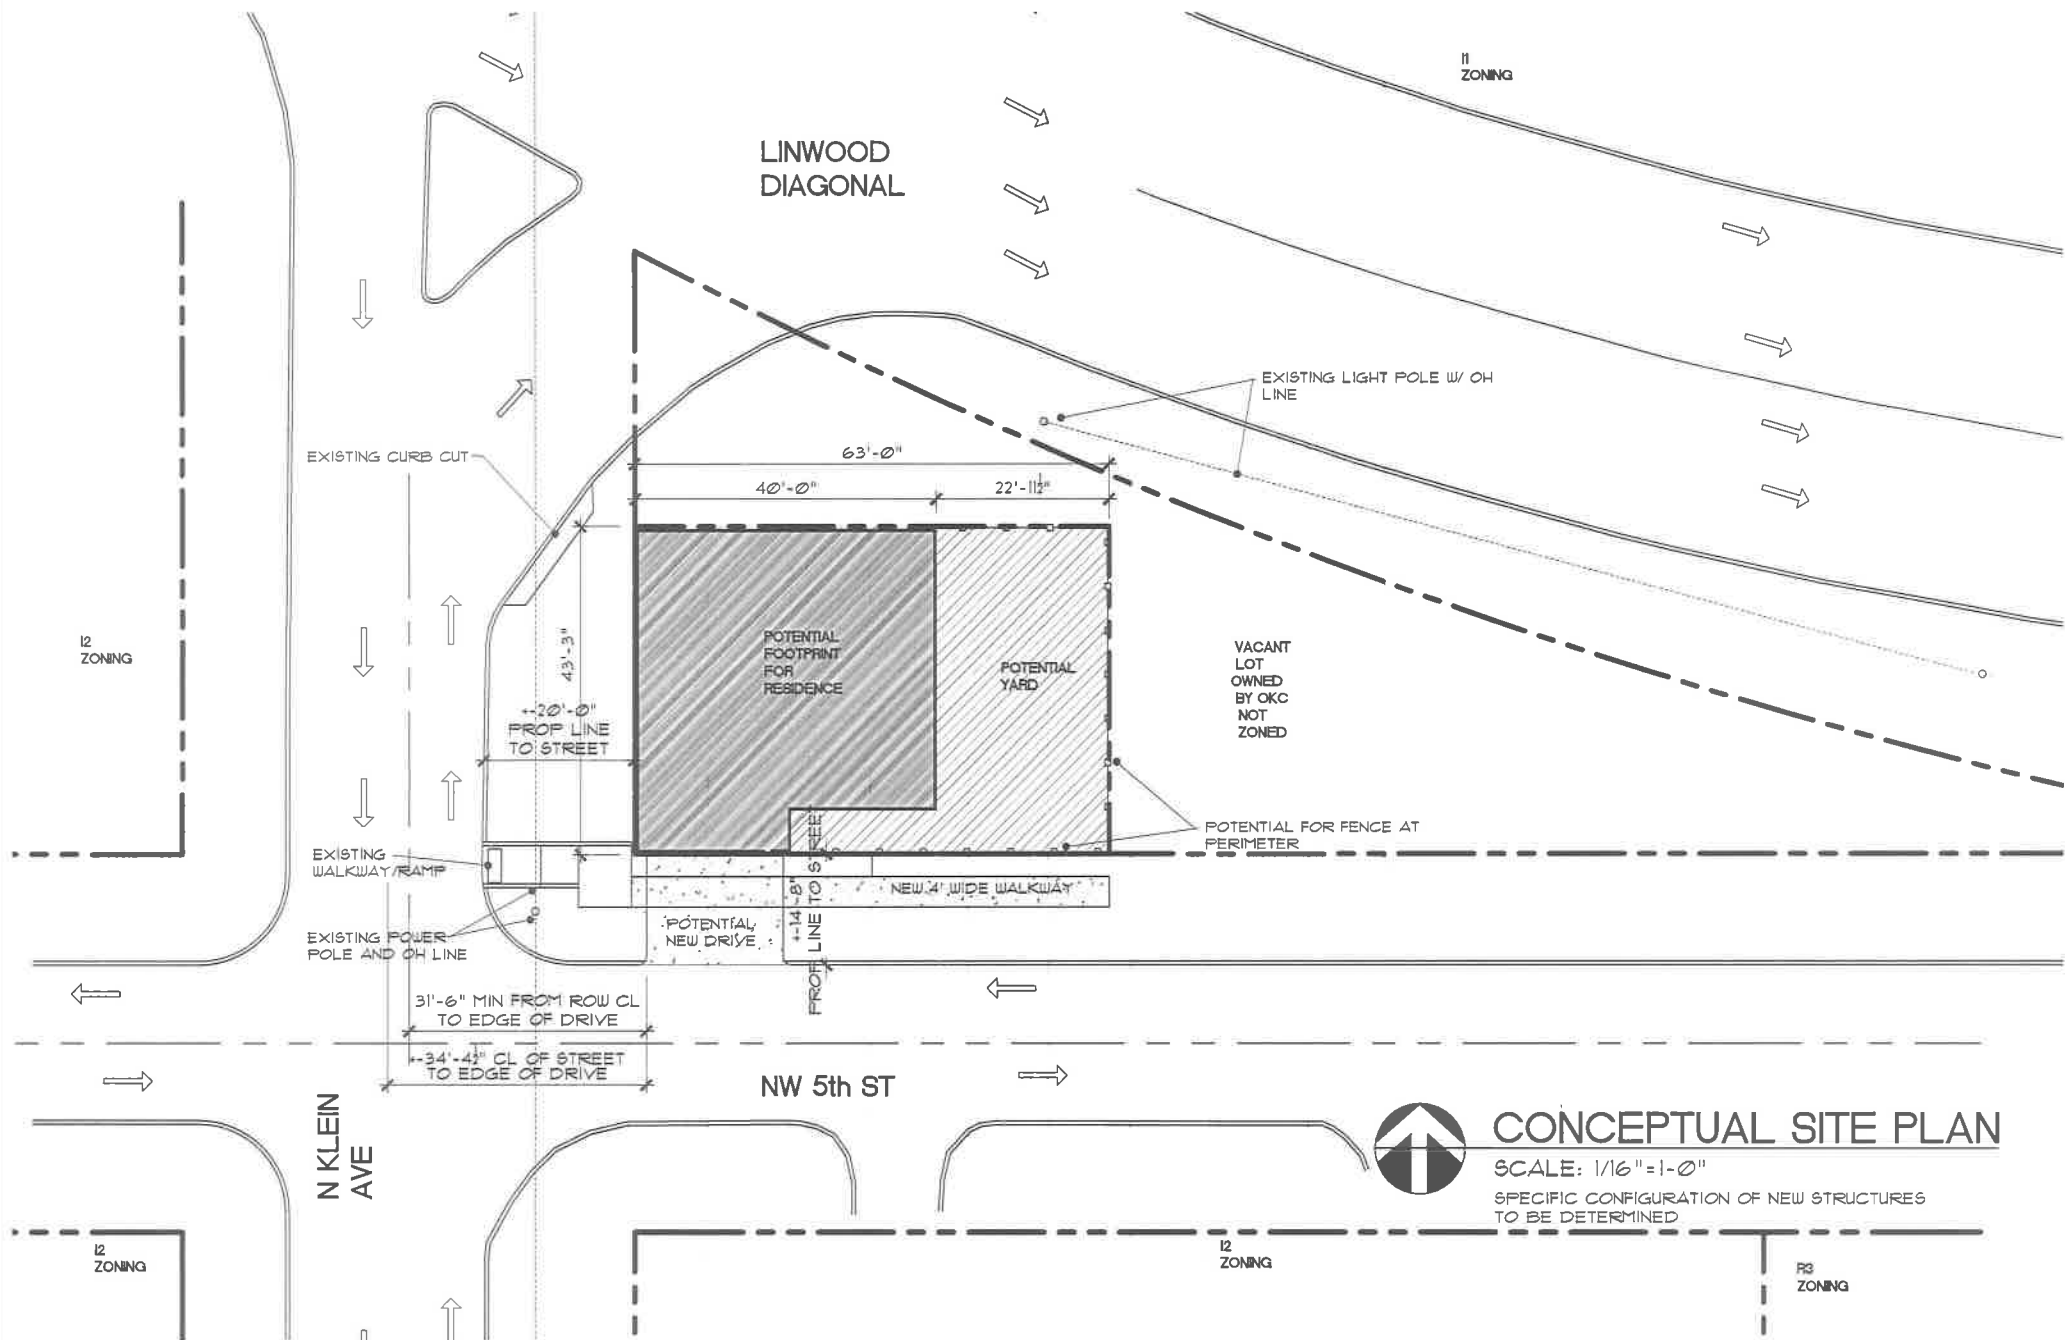 I1
ZONING
LINWOOD
DIAGONAL
EXISTING LIGHT POLE W/ OH
LINE
EXISTING CURB CUT
63'-0"
40'-0"
22'-11½"
I2
ZONING
43'-3"
POTENTIAL
FOOTPRINT
FOR
RESIDENCE
POTENTIAL
YARD
VACANT
LOT
OWNED
BY OKC
NOT
ZONED
+-20'-0"
PROP LINE
TO STREET
POTENTIAL FOR FENCE AT
PERIMETER
EXISTING
WALKWAY/RAMP
NEW 4' WIDE WALKWAY
+-14'-8"
PROP LINE TO STREET
POTENTIAL
NEW DRIVE
EXISTING POWER
POLE AND OH LINE
31'-6" MIN FROM ROW CL
TO EDGE OF DRIVE
+-34'-4½" CL OF STREET
TO EDGE OF DRIVE
NW 5th ST
N KLEIN
AVE
CONCEPTUAL SITE PLAN
SCALE: 1/16"=1-0"
SPECIFIC CONFIGURATION OF NEW STRUCTURES
TO BE DETERMINED
I2
ZONING
I2
ZONING
R3
ZONING